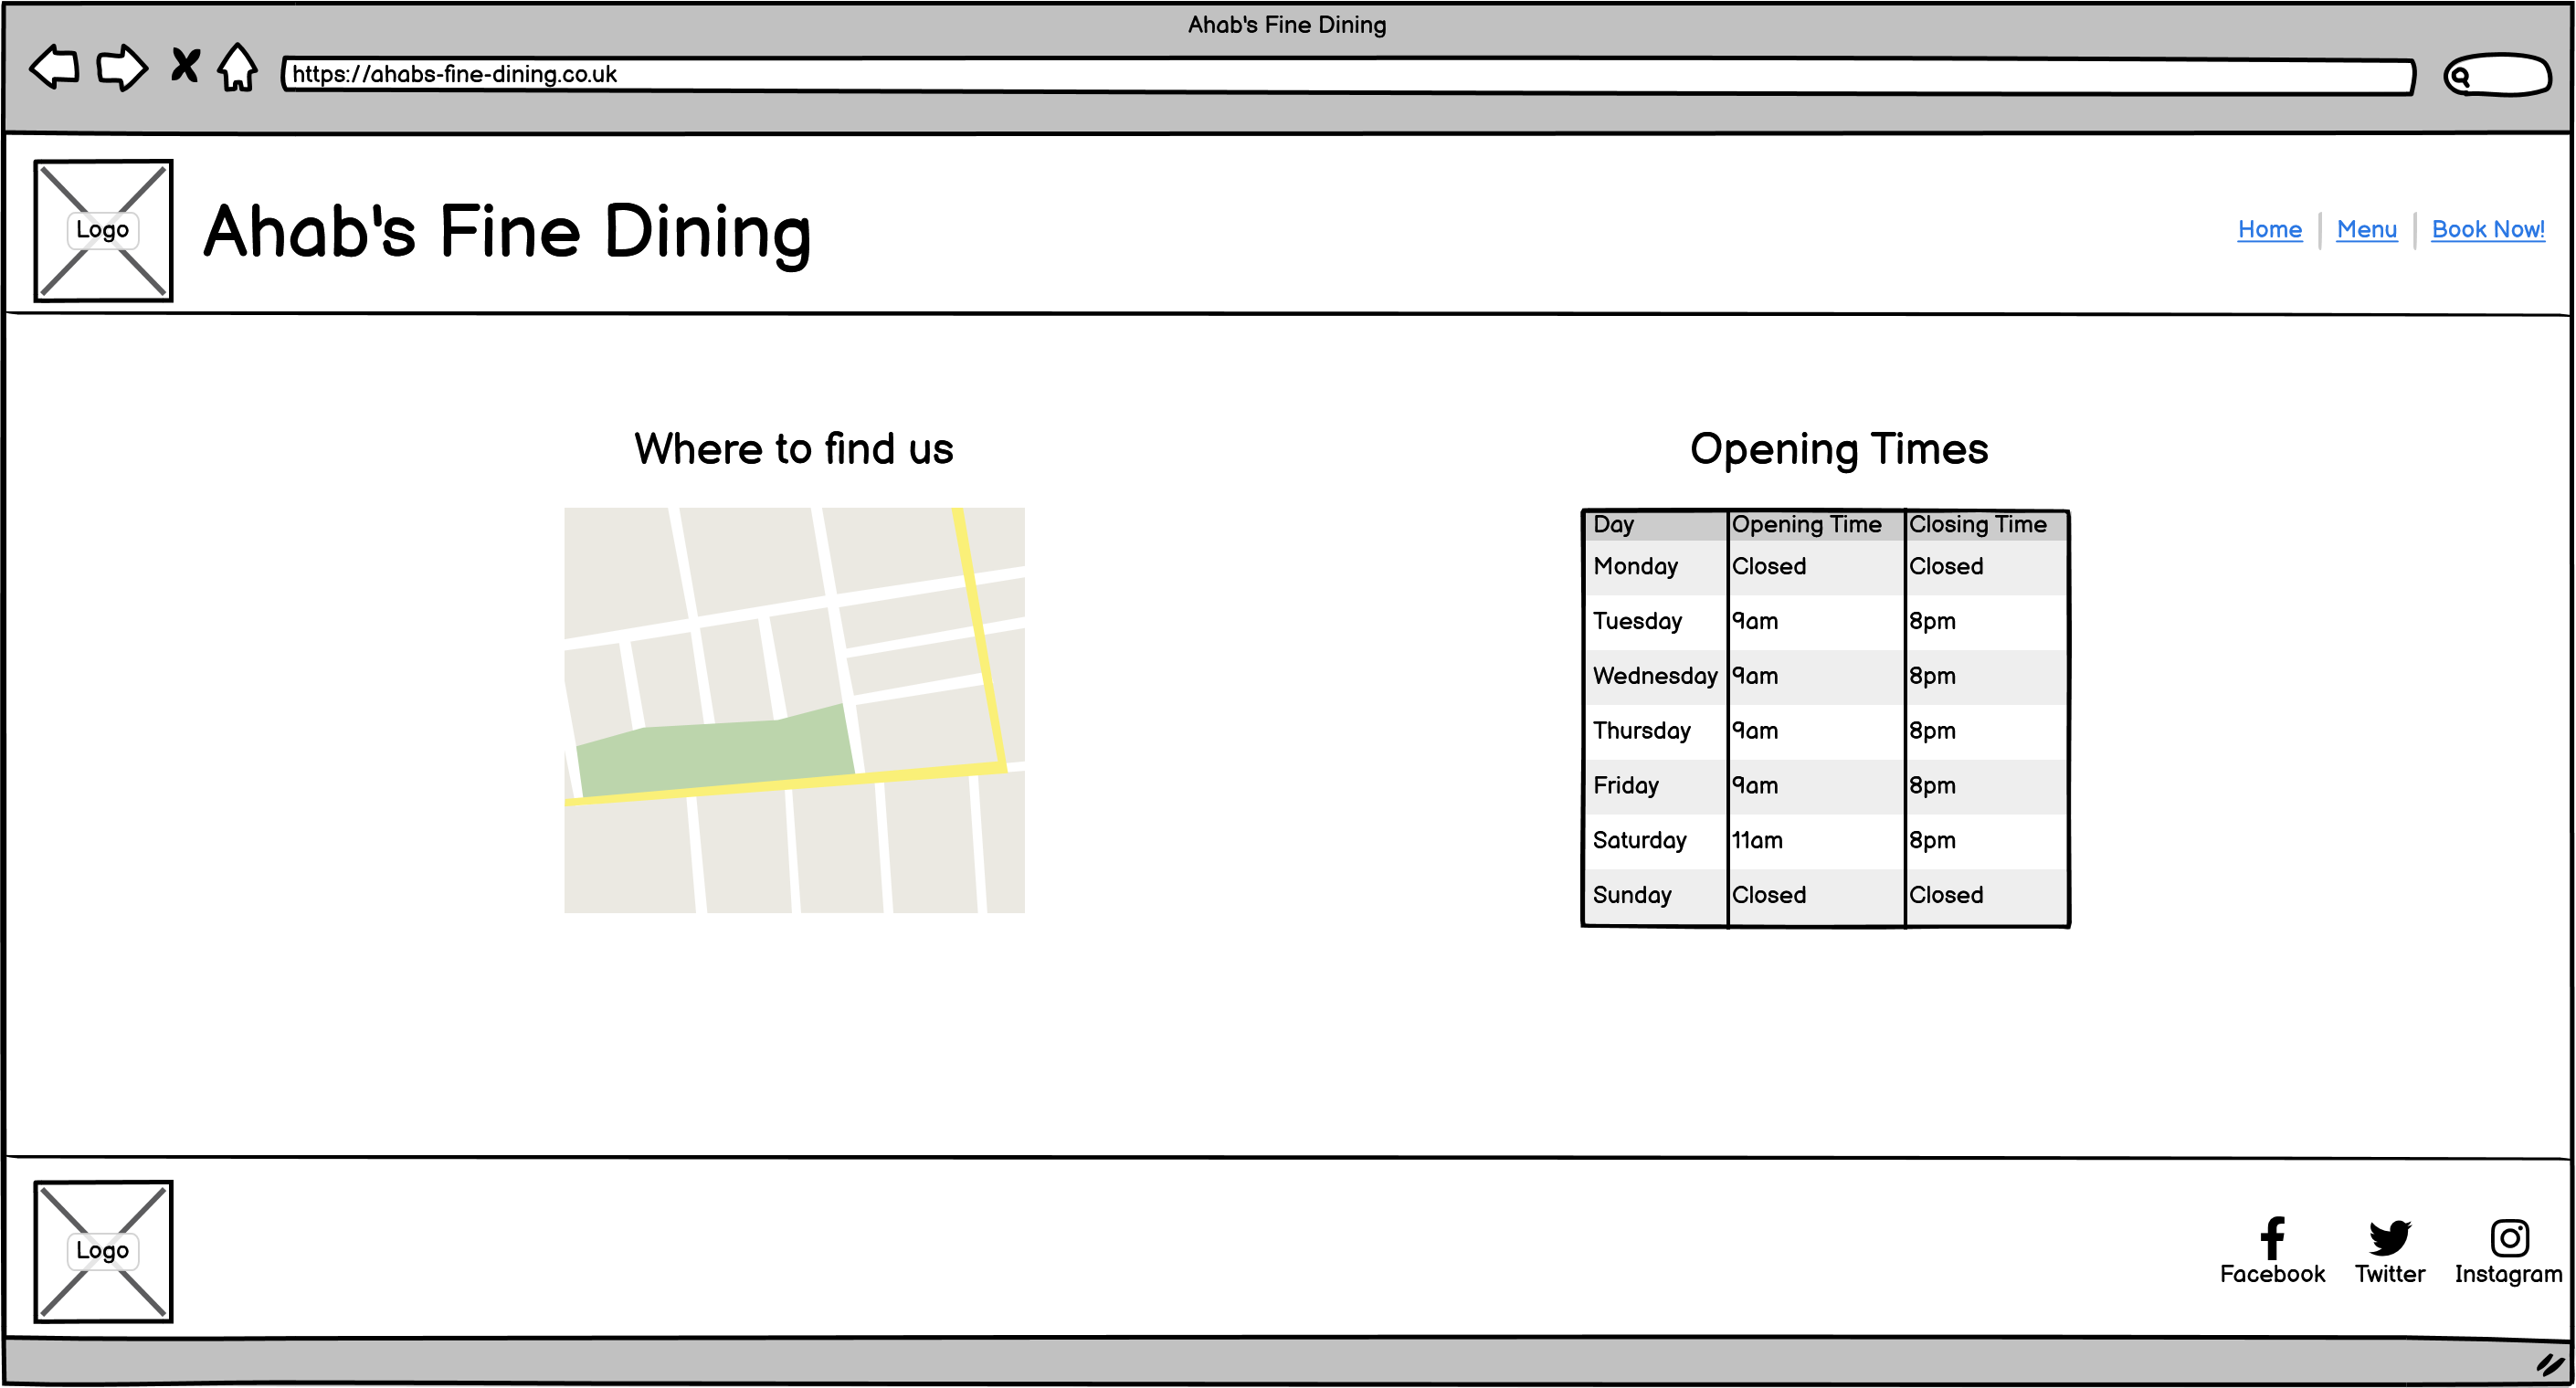 Ahab's Fine Dining
https://ahabs-fine-dining.co.uk
Logo
Ahab's Fine Dining
Home Menu Book Now!
Where to find us
Opening Times
Day Opening Time Closing Time
Monday Closed Closed
Tuesday 9am 8pm
Wednesday 9am 8pm
Thursday 9am 8pm
Friday 9am 8pm
Saturday 11am 8pm
Sunday Closed Closed
Logo
Facebook Twitter Instagram